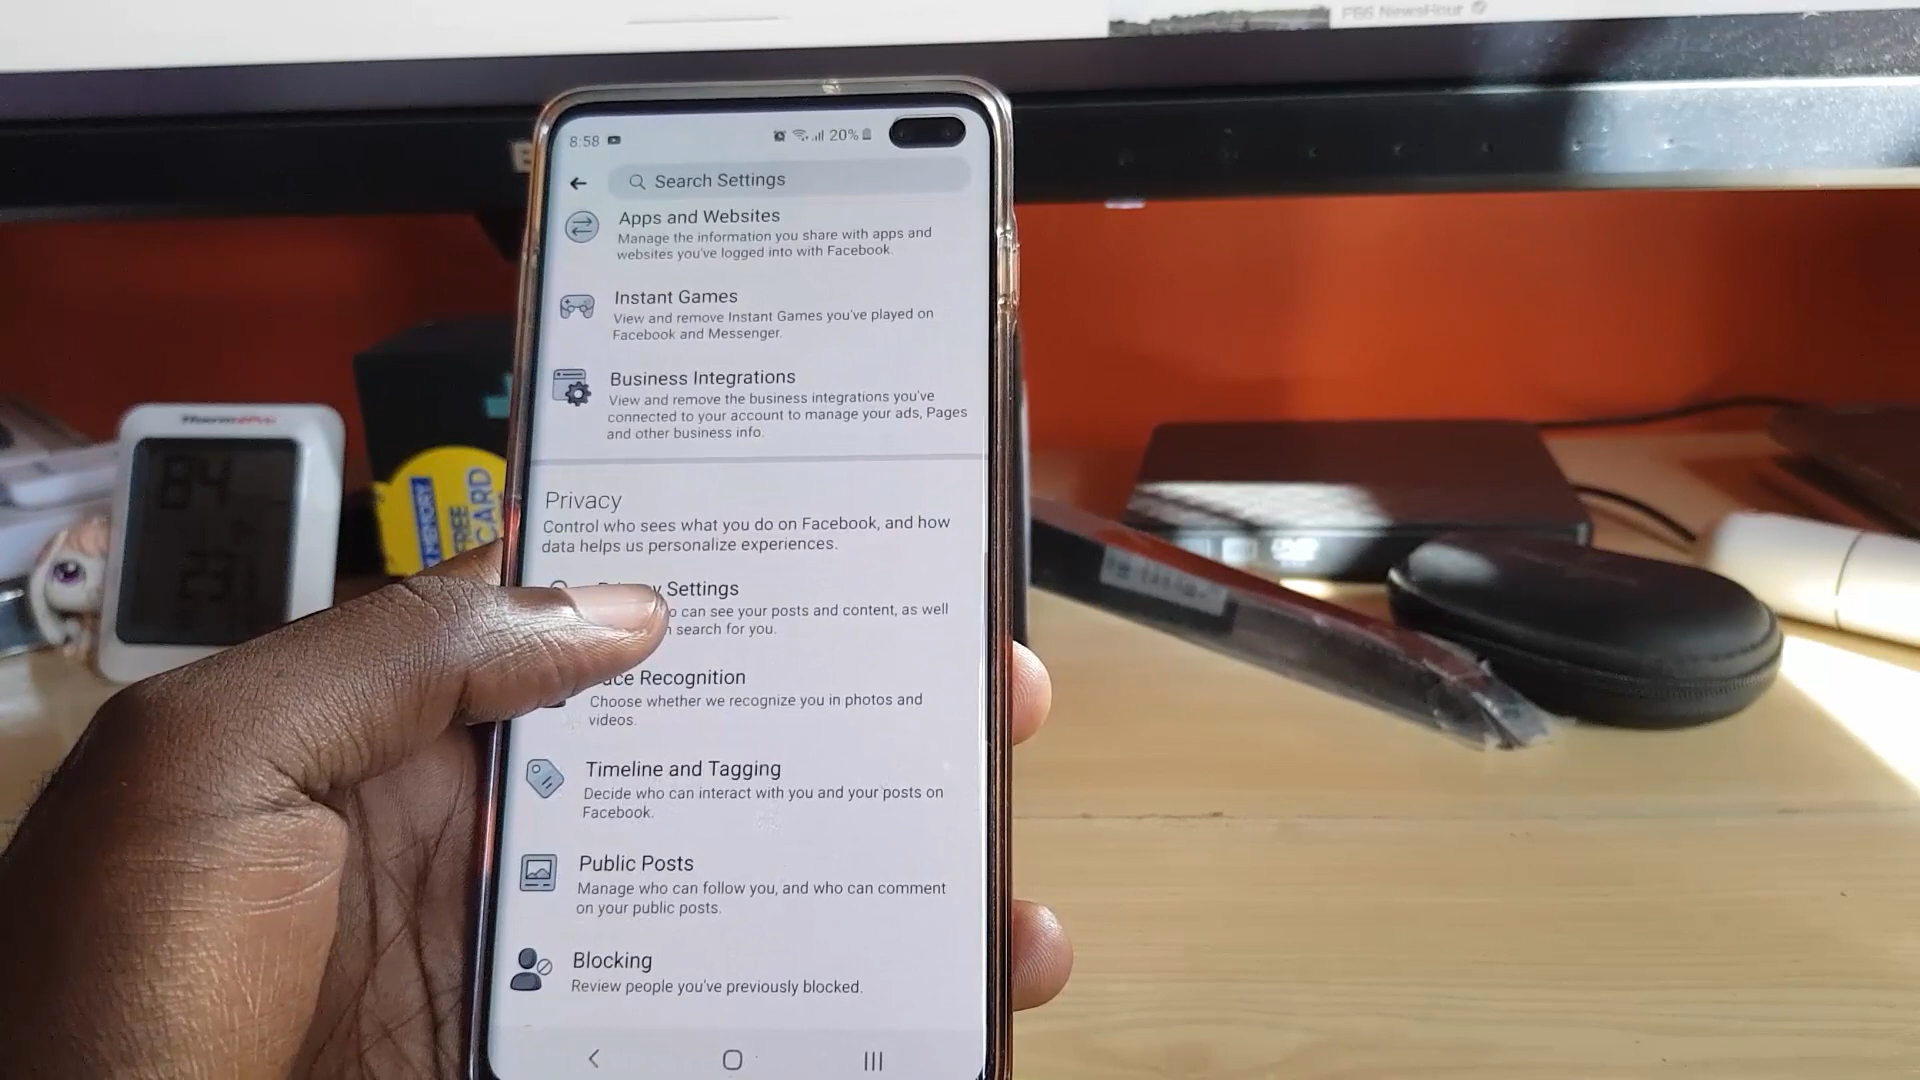 PBS NewsHour
8:58
20%
Search Settings
Apps and Websites
Manage the information you share with apps and
websites you've logged into with Facebook.
Instant Games
View and remove Instant Games you've played on
Facebook and Messenger.
Business Integrations
View and remove the business integrations you've
connected to your account to manage your ads, Pages
and other business info.
Privacy
Control who sees what you do on Facebook, and how
data helps us personalize experiences.
Settings
can see your posts and content, as well
search for you.
Recognition
Choose whether we recognize you in photos and
videos.
Timeline and Tagging
Decide who can interact with you and your posts on
Facebook.
Public Posts
Manage who can follow you, and who can comment
on your public posts.
Blocking
Review people you've previously blocked.
ThermoPro
84
MEMORY
FREE
CARD